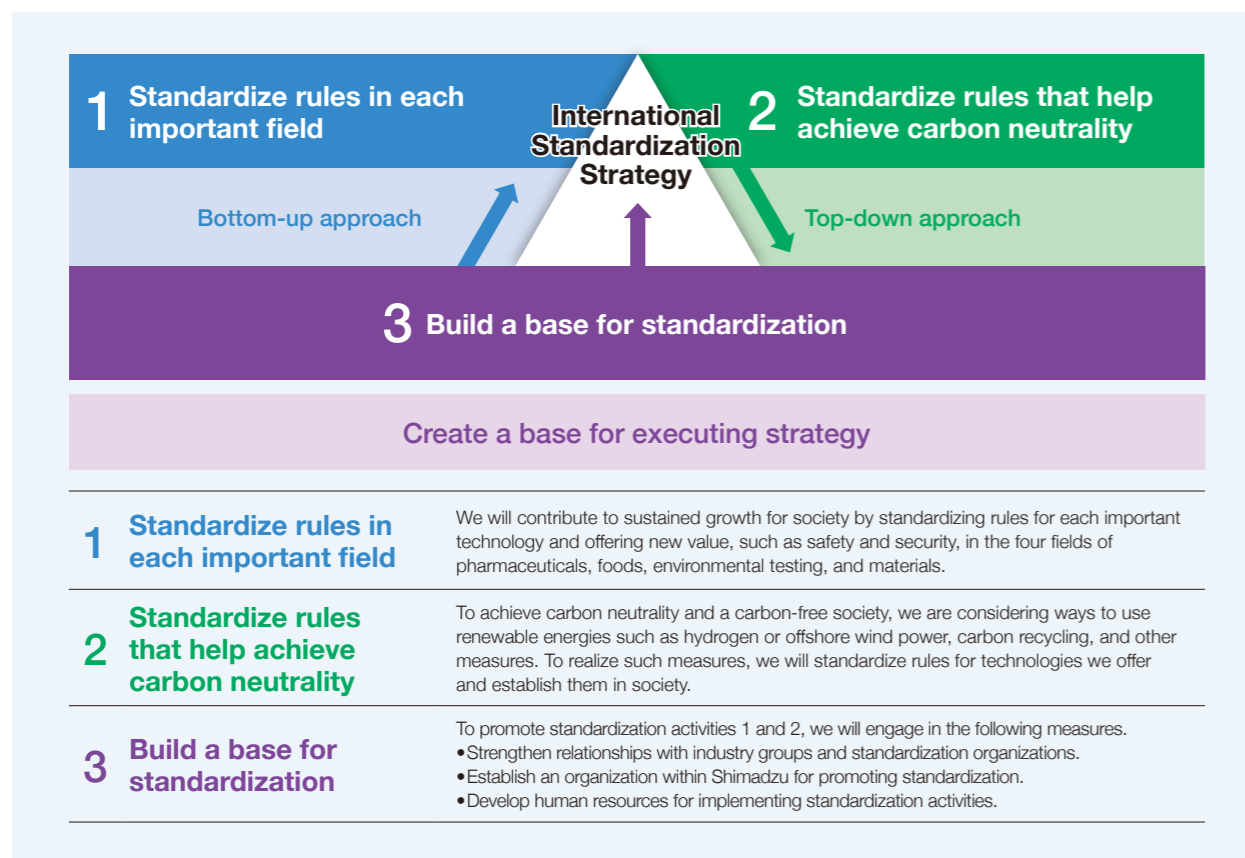 1
Standardize rules in each
important field
International
Standardization
Strategy
2
Standardize rules that help
achieve carbon neutrality
Bottom-up approach
Top-down approach
3 Build a base for standardization
Create a base for executing strategy
1
Standardize rules in
each important field
We will contribute to sustained growth for society by standardizing rules for each important
technology and offering new value, such as safety and security, in the four fields of
pharmaceuticals, foods, environmental testing, and materials.
2
Standardize rules
that help achieve
carbon neutrality
To achieve carbon neutrality and a carbon-free society, we are considering ways to use
renewable energies such as hydrogen or offshore wind power, carbon recycling, and other
measures. To realize such measures, we will standardize rules for technologies we offer
and establish them in society.
3
Build a base for
standardization
To promote standardization activities 1 and 2, we will engage in the following measures.
•Strengthen relationships with industry groups and standardization organizations.
•Establish an organization within Shimadzu for promoting standardization.
•Develop human resources for implementing standardization activities.